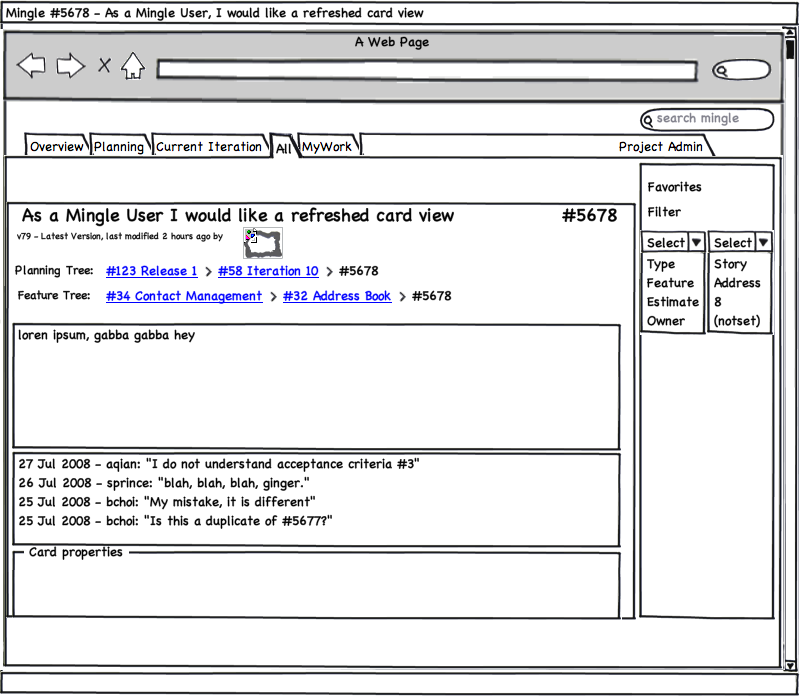 Mingle #5678 – As a Mingle User, I would like a refreshed card view
A Web Page
search mingle
Overview Planning Current Iteration All MyWork Project Admin
As a Mingle User I would like a refreshed card view #5678
v79 – Latest Version, last modified 2 hours ago by
Planning Tree: #123 Release 1 > #58 Iteration 10 > #5678
Feature Tree: #34 Contact Management > #32 Address Book > #5678
loren ipsum, gabba gabba hey
27 Jul 2008 – aqian: "I do not understand acceptance criteria #3"
26 Jul 2008 – sprince: "blah, blah, blah, ginger."
25 Jul 2008 – bchoi: "My mistake, it is different"
25 Jul 2008 – bchoi: "Is this a duplicate of #5677?"
Card properties
Favorites
Filter
Select Select
Type Story
Feature Address
Estimate 8
Owner (notset)